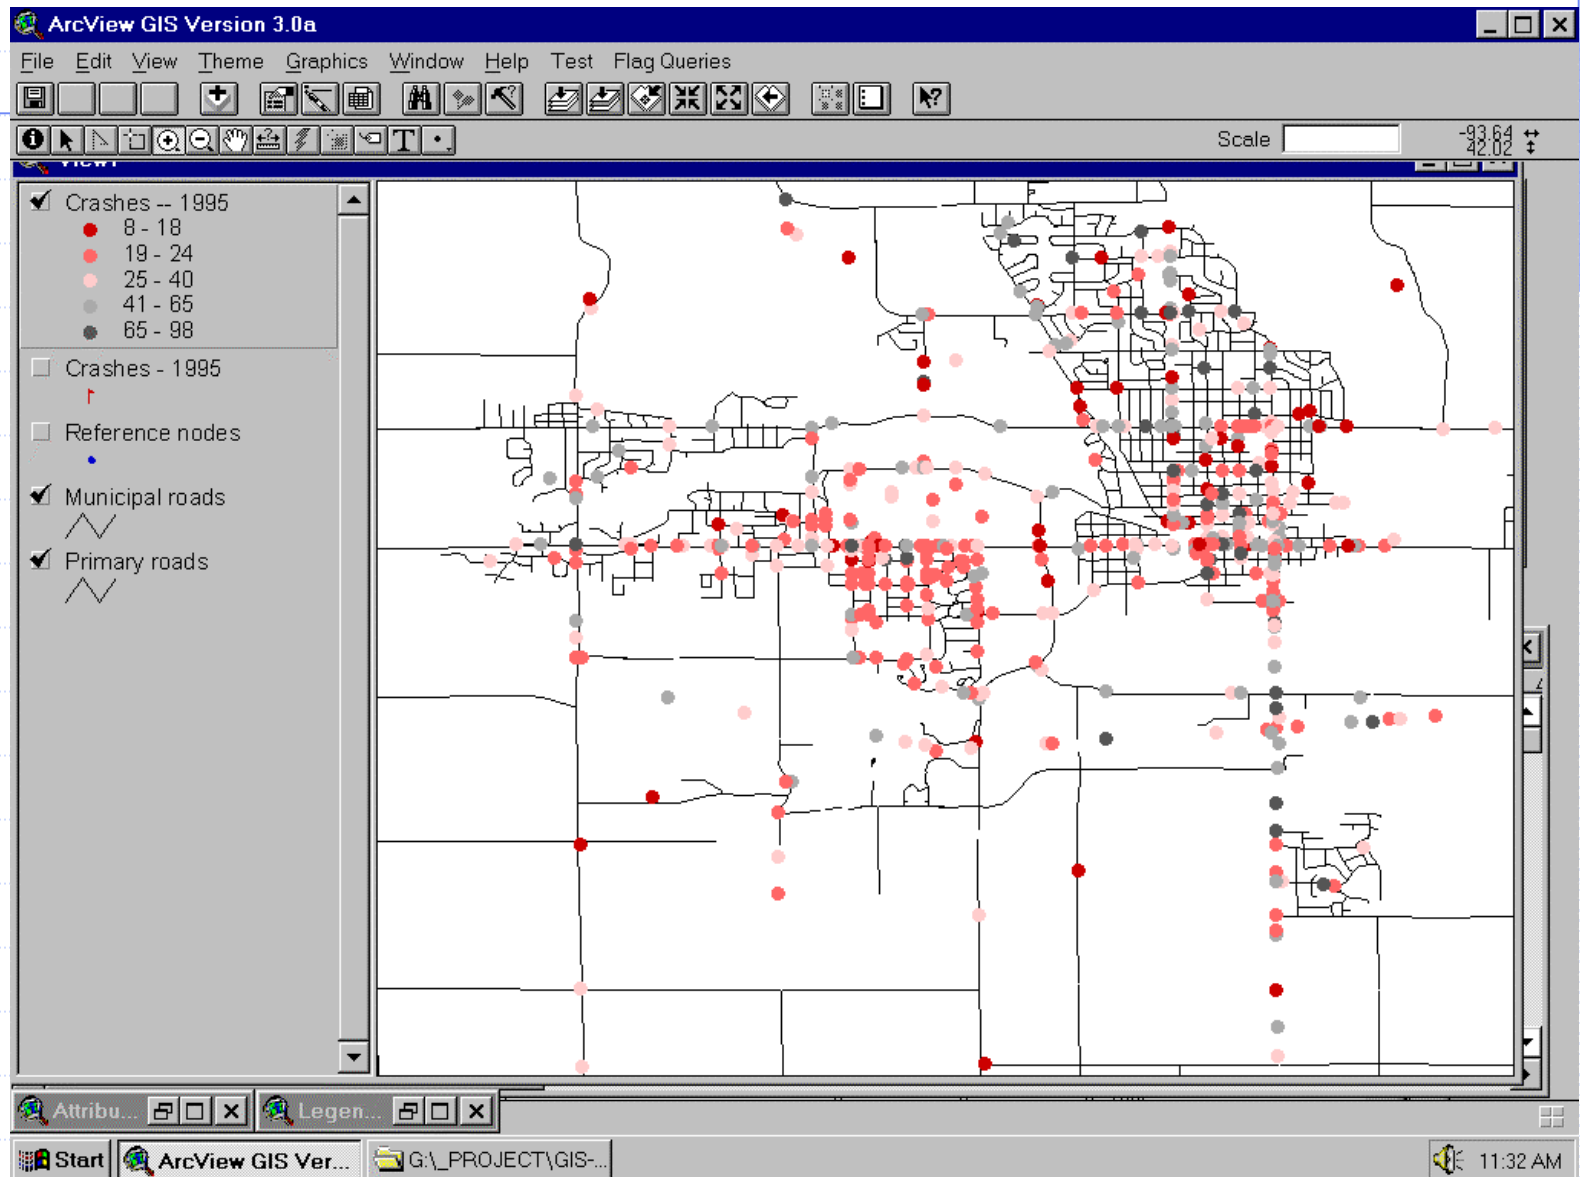 ArcView GIS Version 3.0a
File Edit View Theme Graphics Window Help Test Flag Queries
Scale
-93.64
42.02
View1
Crashes -- 1995
8 - 18
19 - 24
25 - 40
41 - 65
65 - 98
Crashes - 1995
Reference nodes
Municipal roads
Primary roads
Attribu...
Legen...
Start
ArcView GIS Ver...
G:\_PROJECT\GIS-...
11:32 AM